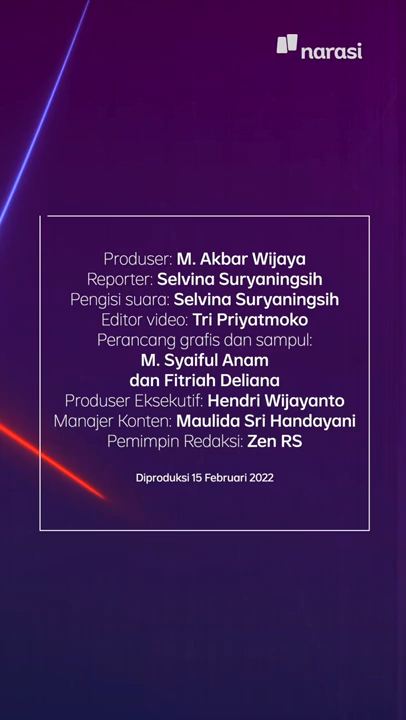 narasi
Produser: M. Akbar Wijaya
Reporter: Selvina Suryaningsih
Pengisi suara: Selvina Suryaningsih
Editor video: Tri Priyatmoko
Perancang grafis dan sampul:
M. Syaiful Anam
dan Fitriah Deliana
Produser Eksekutif: Hendri Wijayanto
Manajer Konten: Maulida Sri Handayani
Pemimpin Redaksi: Zen RS
Diproduksi 15 Februari 2022